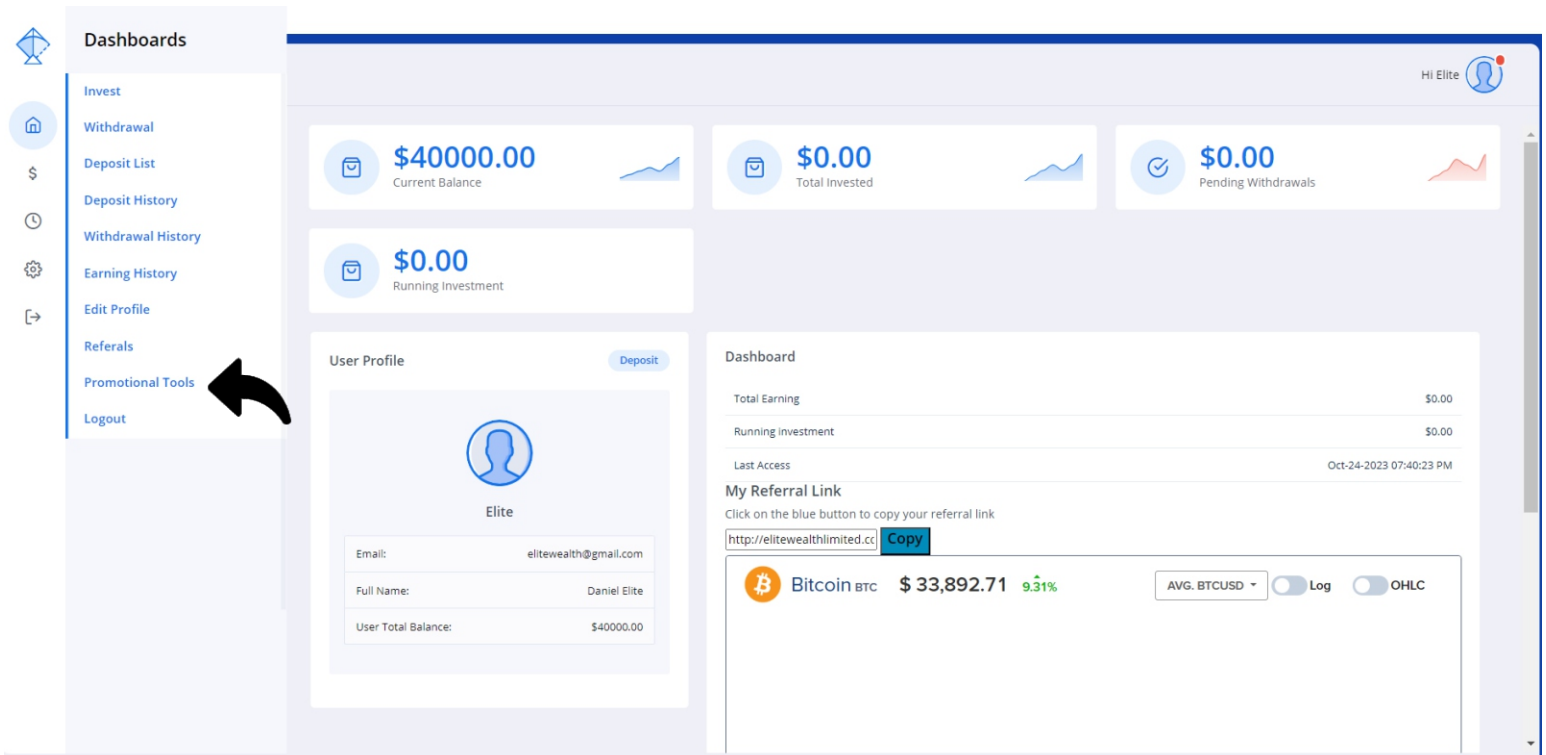 Dashboards
Invest
Withdrawal
Deposit List
Deposit History
Withdrawal History
Earning History
Edit Profile
Referals
Promotional Tools
Logout
Hi Elite
$40000.00
Current Balance
$0.00
Total Invested
$0.00
Pending Withdrawals
$0.00
Running Investment
User Profile
Deposit
Elite
Email: elitewealth@gmail.com
Full Name: Daniel Elite
User Total Balance: $40000.00
Dashboard
Total Earning $0.00
Running investment $0.00
Last Access Oct-24-2023 07:40:23 PM
My Referral Link
Click on the blue button to copy your referral link
http://elitewealthlimited.cc Copy
Bitcoin BTC $ 33,892.71 9.31% AVG. BTCUSD Log OHLC